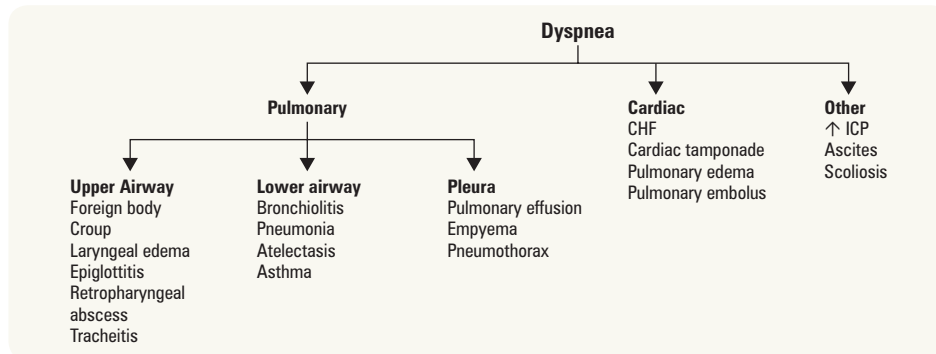 Dyspnea
Pulmonary
Cardiac
CHF
Cardiac tamponade
Pulmonary edema
Pulmonary embolus
Other
↑ ICP
Ascites
Scoliosis
Upper Airway
Foreign body
Croup
Laryngeal edema
Epiglottitis
Retropharyngeal
abscess
Tracheitis
Lower airway
Bronchiolitis
Pneumonia
Atelectasis
Asthma
Pleura
Pulmonary effusion
Empyema
Pneumothorax